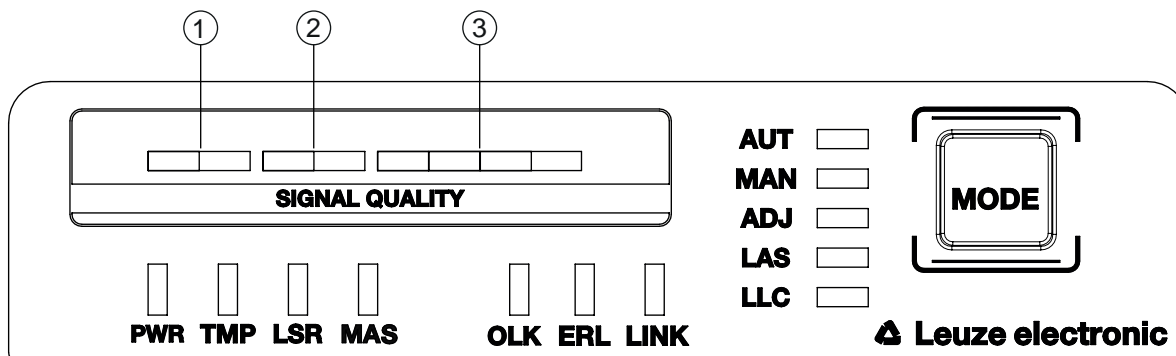 1 2 3
SIGNAL QUALITY
AUT
MAN
ADJ
LAS
LLC
MODE
PWR TMP LSR MAS OLK ERL LINK
Leuze electronic